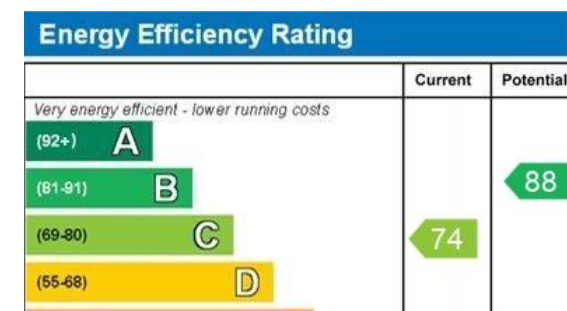 Energy Efficiency Rating
Current Potential
Very energy efficient - lower running costs
(92+) A
(81-91) B 88
(69-80) C 74
(55-68) D